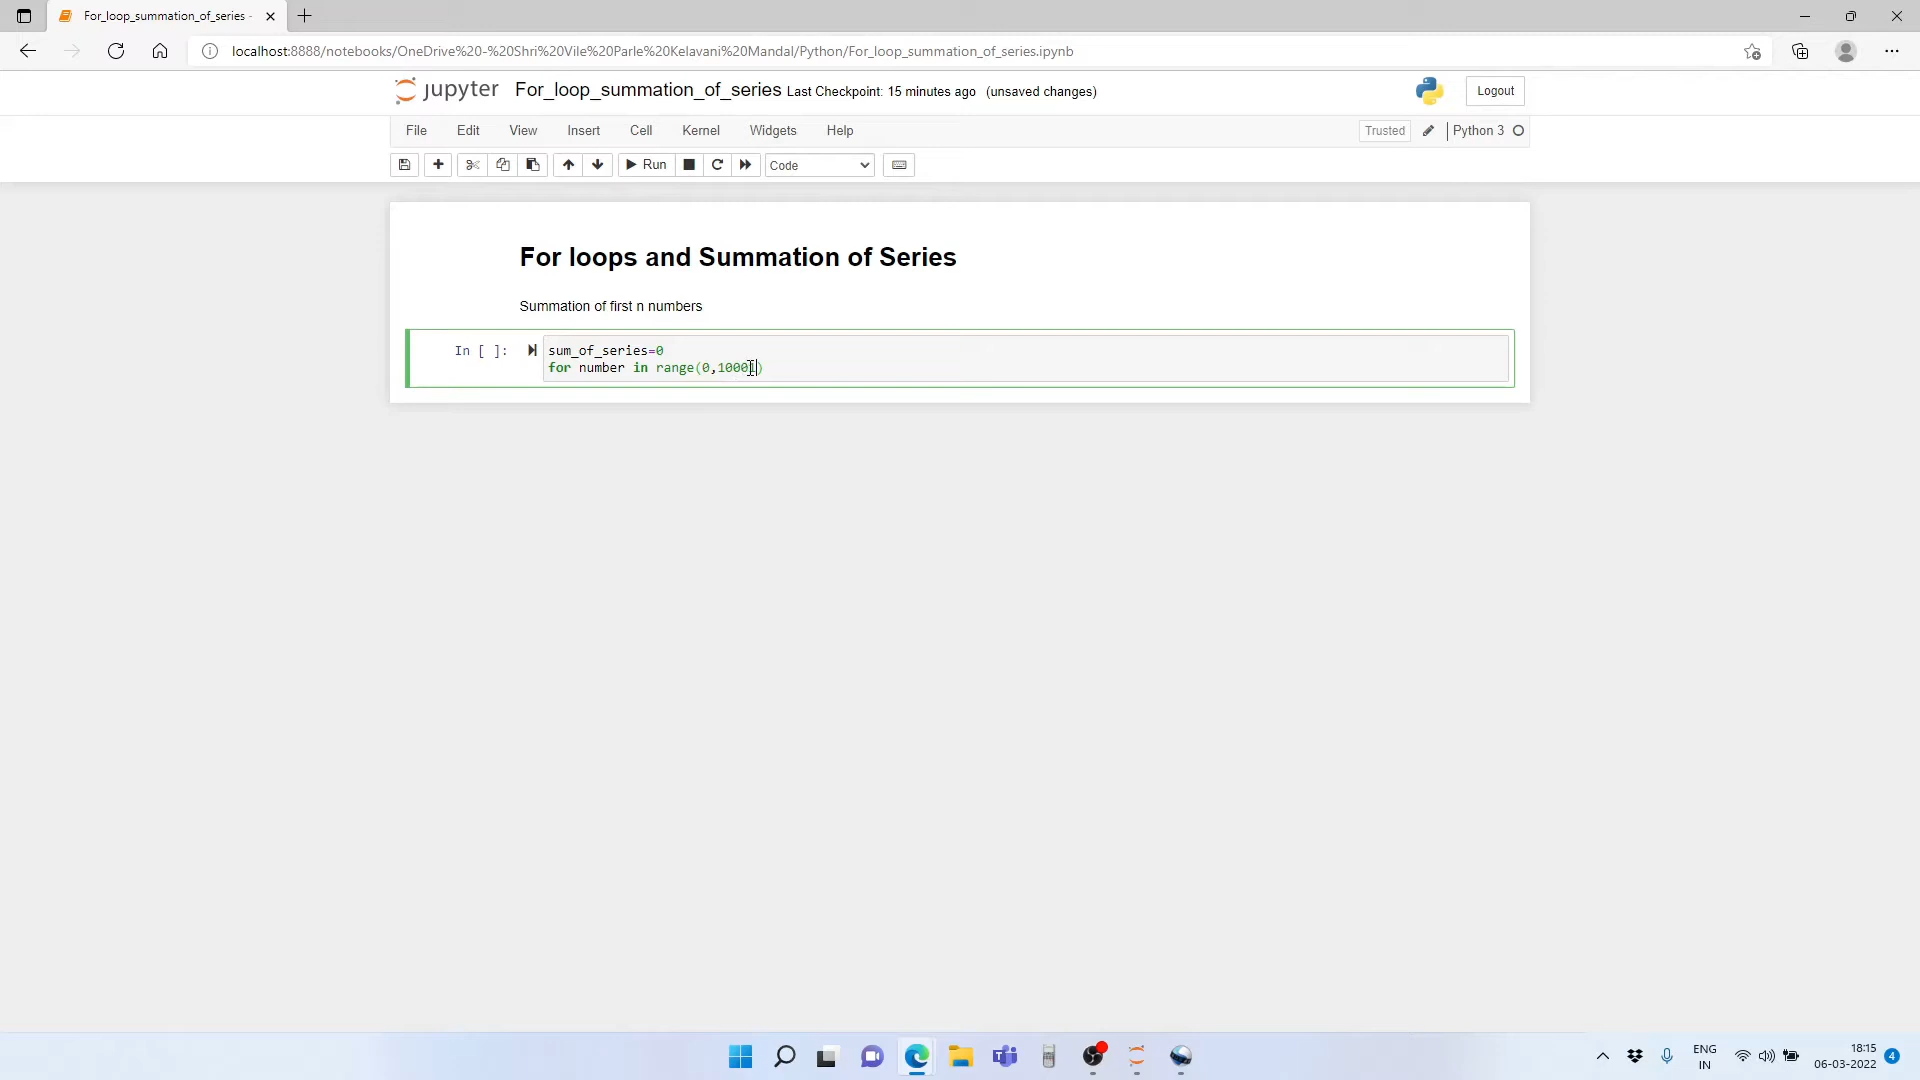 For_loop_summation_of_series -
localhost:8888/notebooks/OneDrive%20-%20Shri%20Vile%20Parle%20Kelavani%20Mandal/Python/For_loop_summation_of_series.ipynb
jupyter For_loop_summation_of_series Last Checkpoint: 15 minutes ago (unsaved changes) Logout
File Edit View Insert Cell Kernel Widgets Help Trusted Python 3
Run Code
For loops and Summation of Series
Summation of first n numbers
In [ ]: sum_of_series=0
for number in range(0,10001)
ENG 18:15
IN 06-03-2022 4